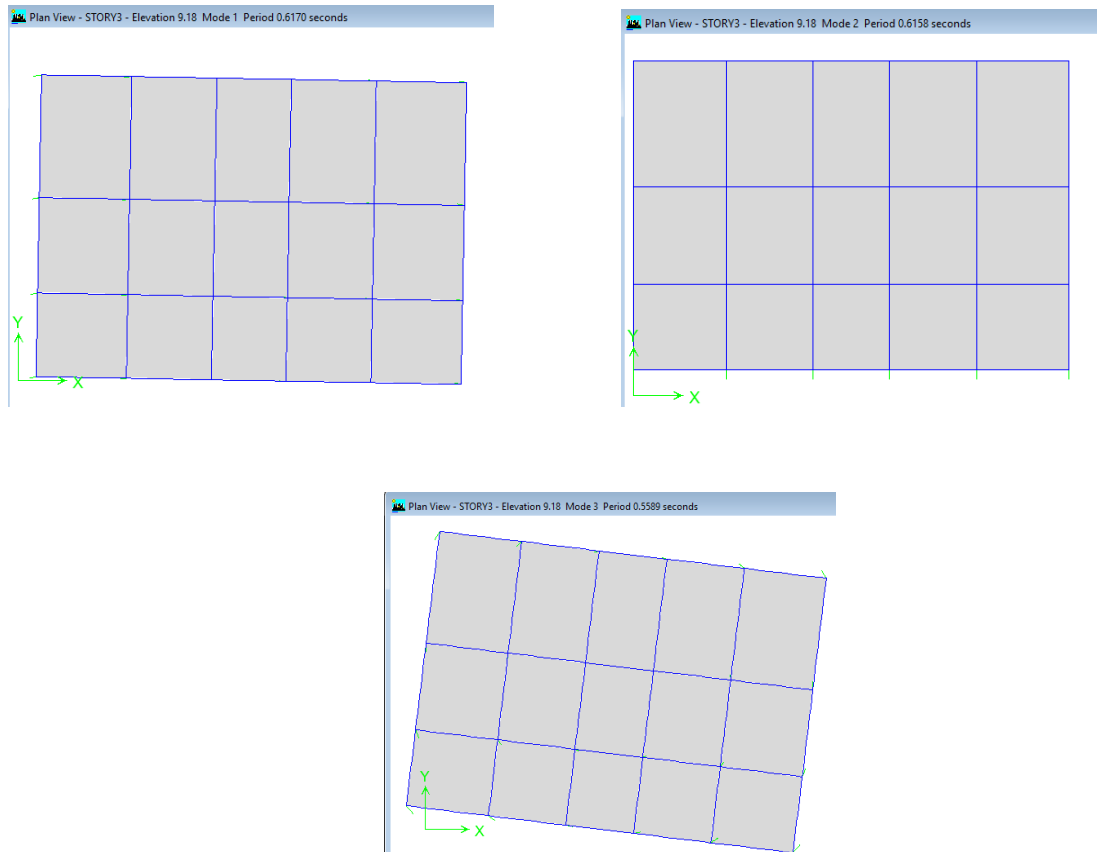 Plan View - STORY3 - Elevation 9.18 Mode 1 Period 0.6170 seconds
Y
X
Plan View - STORY3 - Elevation 9.18 Mode 2 Period 0.6158 seconds
Y
X
Plan View - STORY3 - Elevation 9.18 Mode 3 Period 0.5589 seconds
Y
X